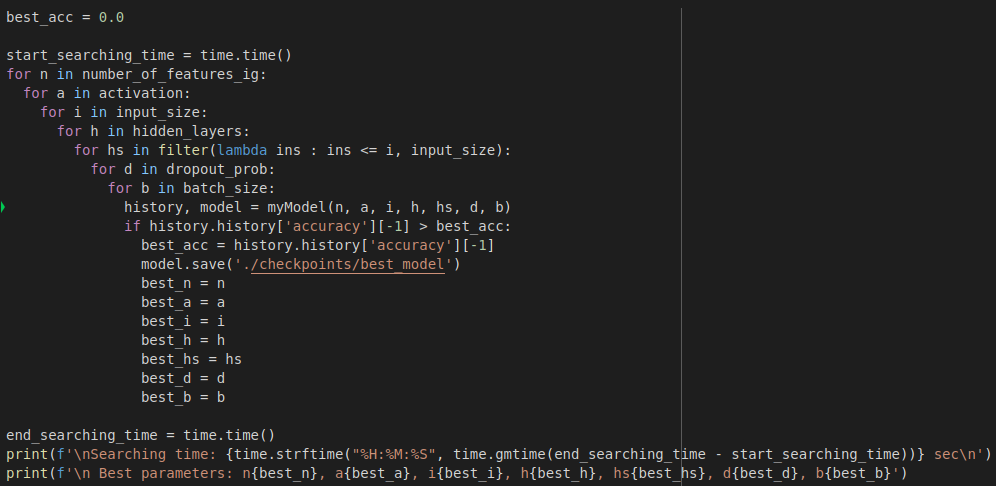 best_acc = 0.0

start_searching_time = time.time()
for n in number_of_features_ig:
  for a in activation:
    for i in input_size:
      for h in hidden_layers:
        for hs in filter(lambda ins : ins <= i, input_size):
          for d in dropout_prob:
            for b in batch_size:
              history, model = myModel(n, a, i, h, hs, d, b)
              if history.history['accuracy'][-1] > best_acc:
                best_acc = history.history['accuracy'][-1]
                model.save('./checkpoints/best_model')
                best_n = n
                best_a = a
                best_i = i
                best_h = h
                best_hs = hs
                best_d = d
                best_b = b

end_searching_time = time.time()
print(f'\nSearching time: {time.strftime("%H:%M:%S", time.gmtime(end_searching_time - start_searching_time))} sec\n')
print(f'\n Best parameters: n{best_n}, a{best_a}, i{best_i}, h{best_h}, hs{best_hs}, d{best_d}, b{best_b}')